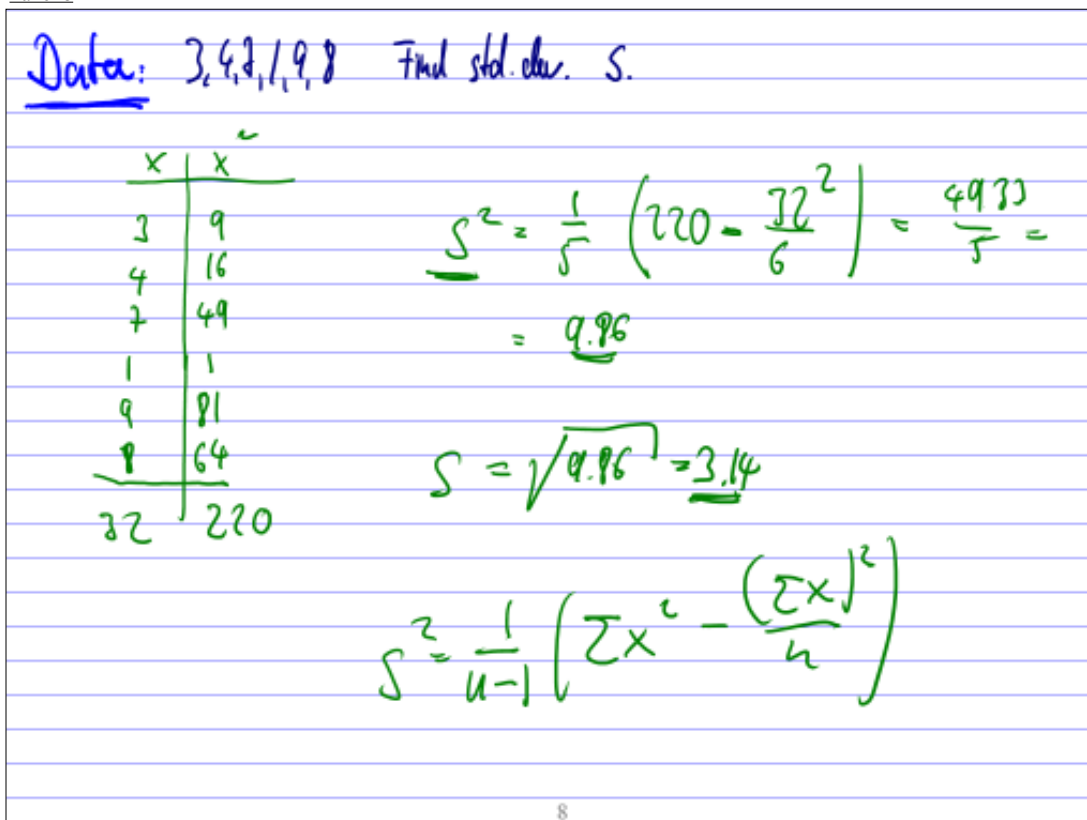 Data: 3,4,7,1,9,8 Find std. dev. S.
x | x²
3 | 9
4 | 16
7 | 49
1 | 1
9 | 81
8 | 64
32 | 220
S² = 1/5 (220 - 32²/6) = 4933/5 =
= 9.86
S = √9.86 = 3.14
S² = 1/(n-1) (Σx² - (Σx)²/n)
8